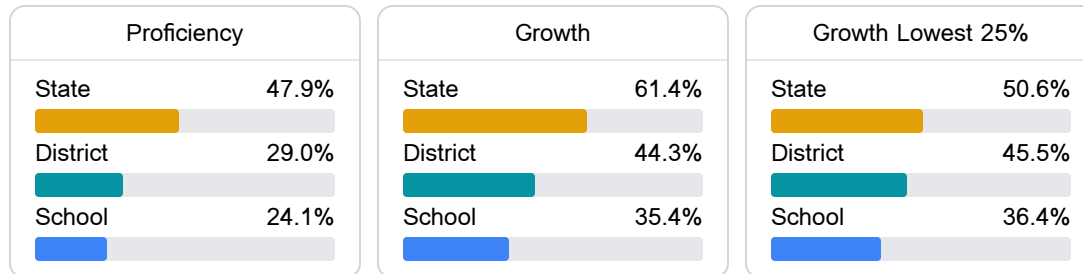 Proficiency
State 47.9%
District 29.0%
School 24.1%
Growth
State 61.4%
District 44.3%
School 35.4%
Growth Lowest 25%
State 50.6%
District 45.5%
School 36.4%